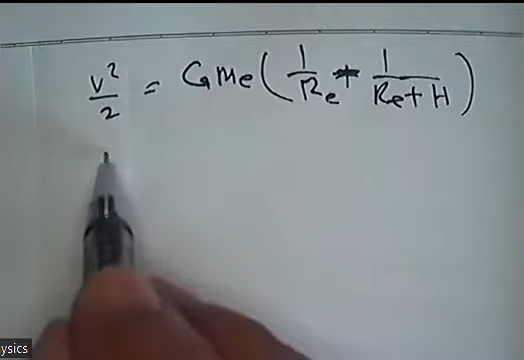 v²/2 = GMe(1/Re + 1/(Re+H))
ysics